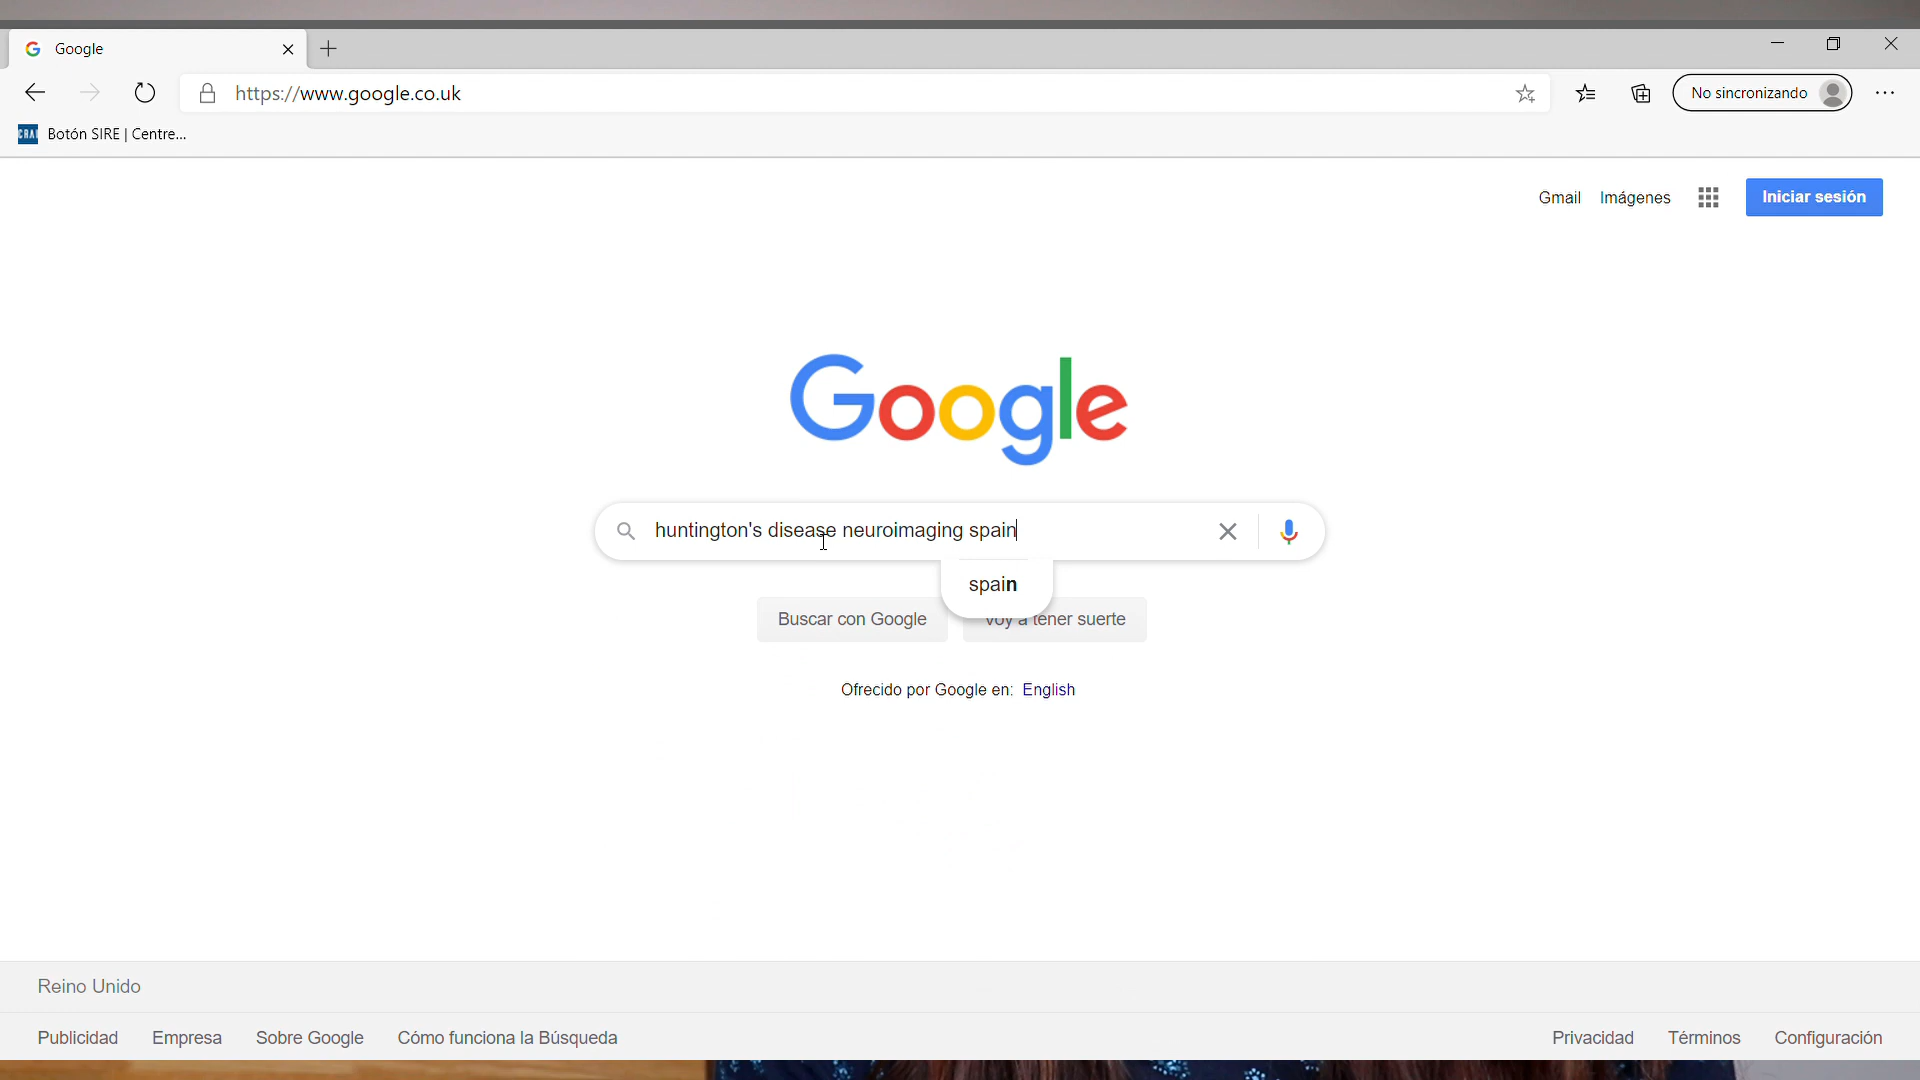 Google
https://www.google.co.uk
No sincronizando
CRAI Botón SIRE | Centre...
Gmail Imágenes Iniciar sesión
Google
huntington's disease neuroimaging spain
spain
Buscar con Google Voy a tener suerte
Ofrecido por Google en: English
Reino Unido
Publicidad Empresa Sobre Google Cómo funciona la Búsqueda Privacidad Términos Configuración